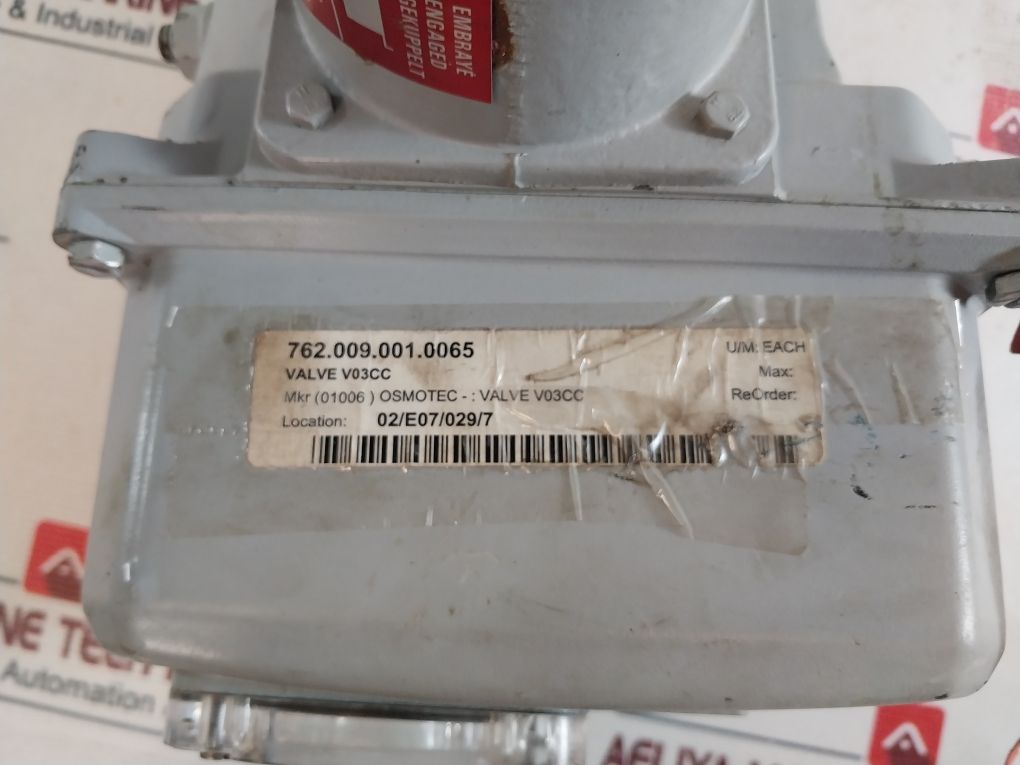 & Industrial
EMBRAYÉ
ENGAGED
GEKUPPELT
762.009.001.0065
U/M: EACH
VALVE V03CC
Max:
Mkr (01006 ) OSMOTEC - : VALVE V03CC
ReOrder:
Location: 02/E07/029/7
Automation